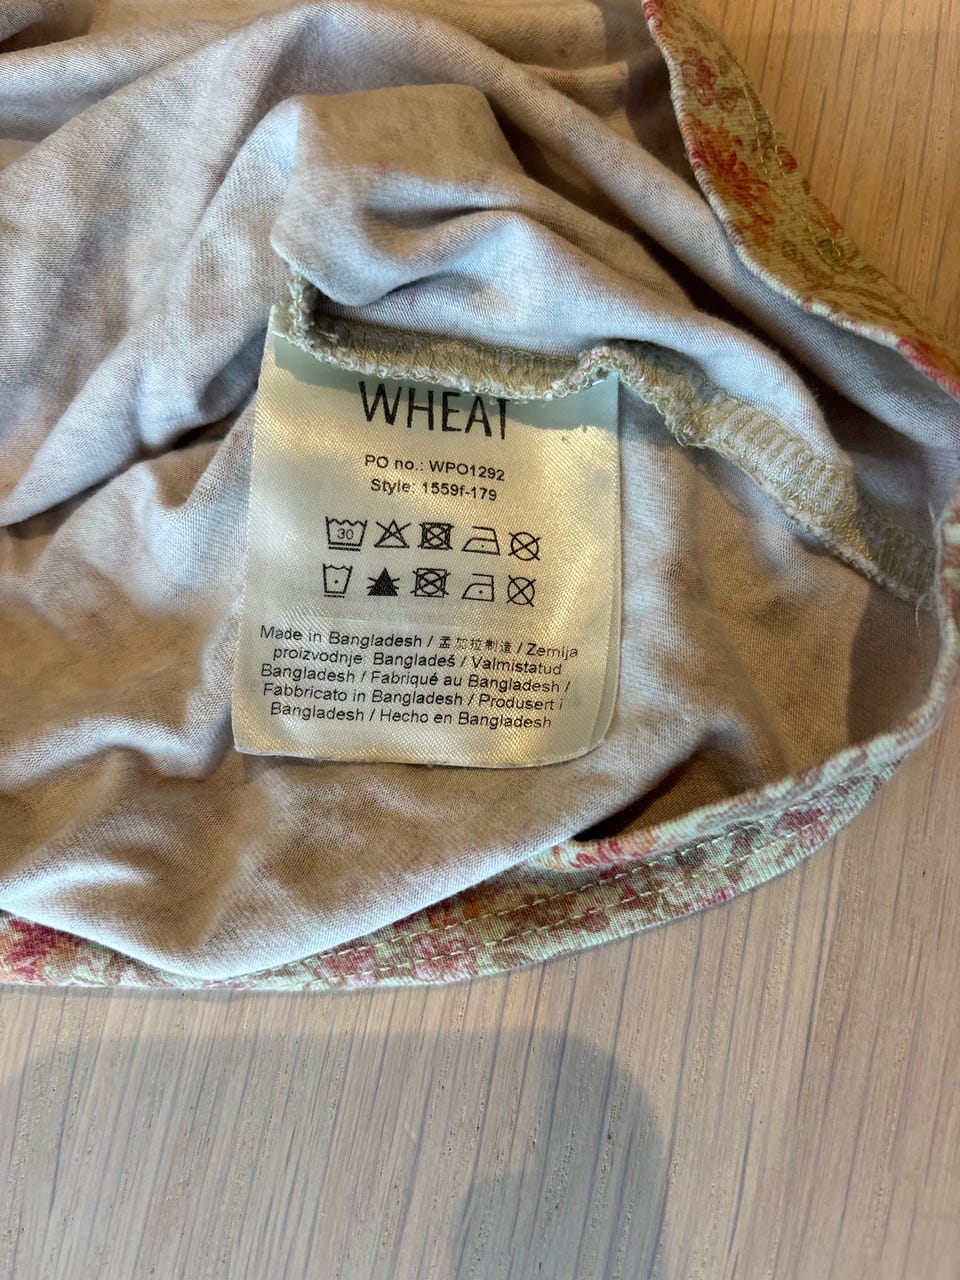 WHEAT
PO no.: WPO1292
Style: 1559f-179
30
Made in Bangladesh / 孟加拉制造 / Zemlja
proizvodnje: Bangladeš / Valmistatud
Bangladesh / Fabriqué au Bangladesh /
Fabbricato in Bangladesh / Produsert i
Bangladesh / Hecho en Bangladesh